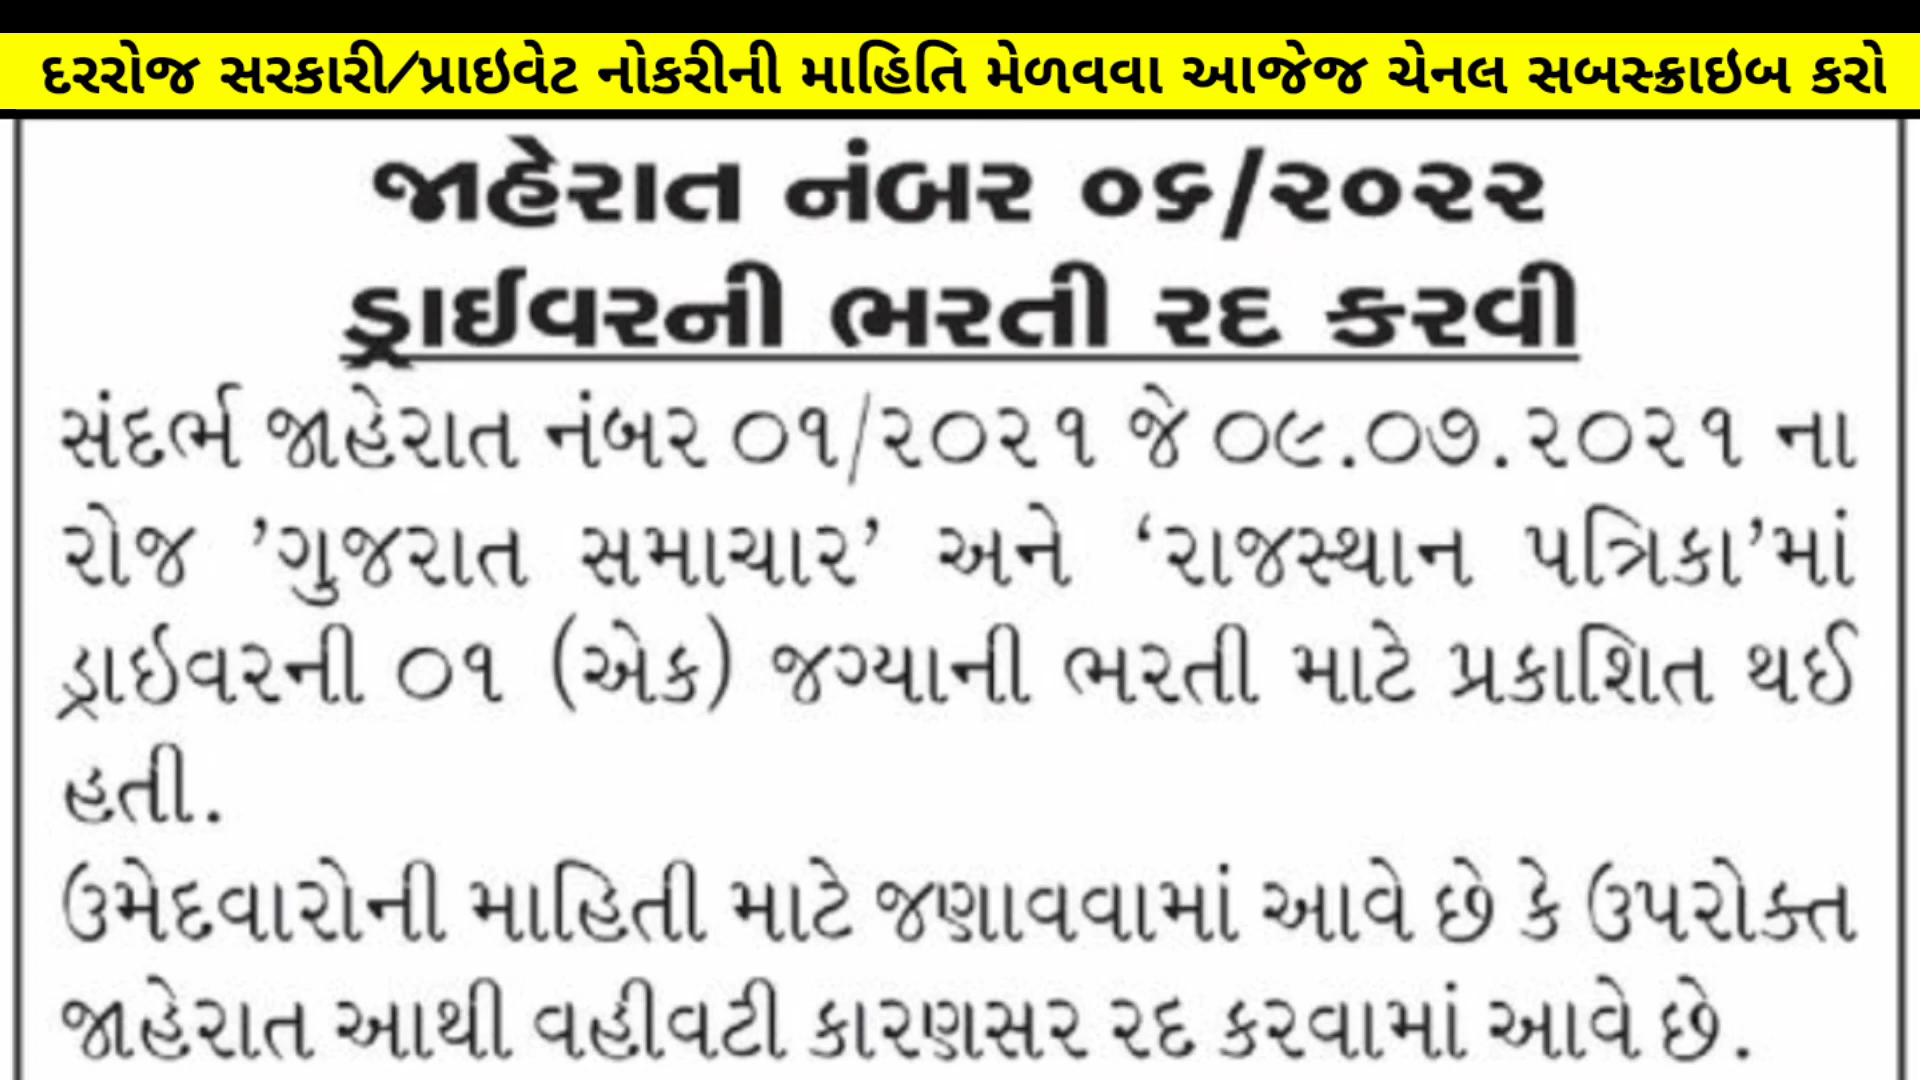 દરરોજ સરકારી/પ્રાઇવેટ નોકરીની માહિતિ મેળવવા આજેજ ચેનલ સબસ્ક્રાઇબ કરો
જાહેરાત નંબર ૦૬/૨૦૨૨
ડ્રાઈવરની ભરતી રદ કરવી
સંદર્ભ જાહેરાત નંબર ૦૧/૨૦૨૧ જે ૦૯.૦૭.૨૦૨૧ ના
રોજ ’ગુજરાત સમાચાર’ અને ‘રાજસ્થાન પત્રિકા’માં
ડ્રાઈવરની ૦૧ (એક) જગ્યાની ભરતી માટે પ્રકાશિત થઈ
હતી.
ઉમેદવારોની માહિતી માટે જણાવવામાં આવે છે કે ઉપરોક્ત
જાહેરાત આથી વહીવટી કારણસર રદ કરવામાં આવે છે.